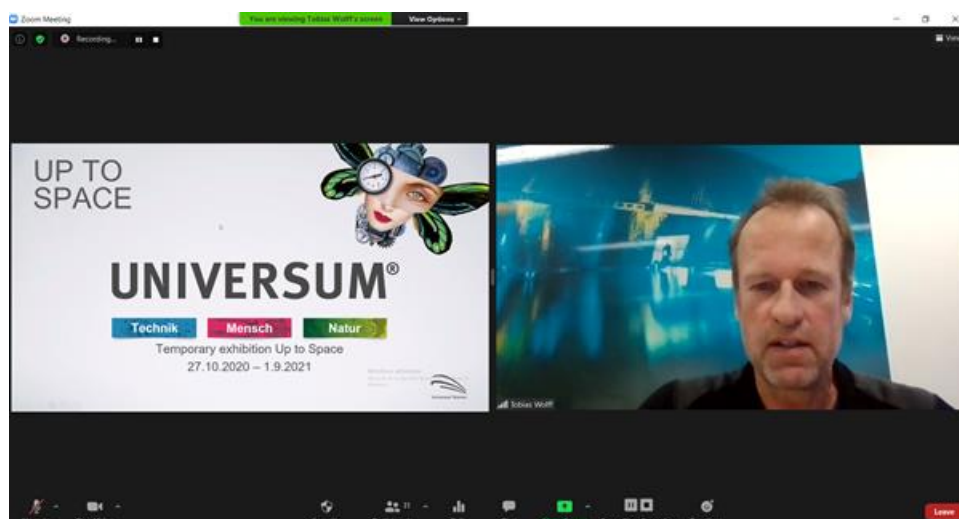 Zoom Meeting
You are viewing Tobias Wolff's screen
View Options
Recording...
View
UP TO
SPACE
UNIVERSUM®
Technik
Mensch
Natur
Temporary exhibition Up to Space
27.10.2020 – 1.9.2021
Tobias Wolff
Leave